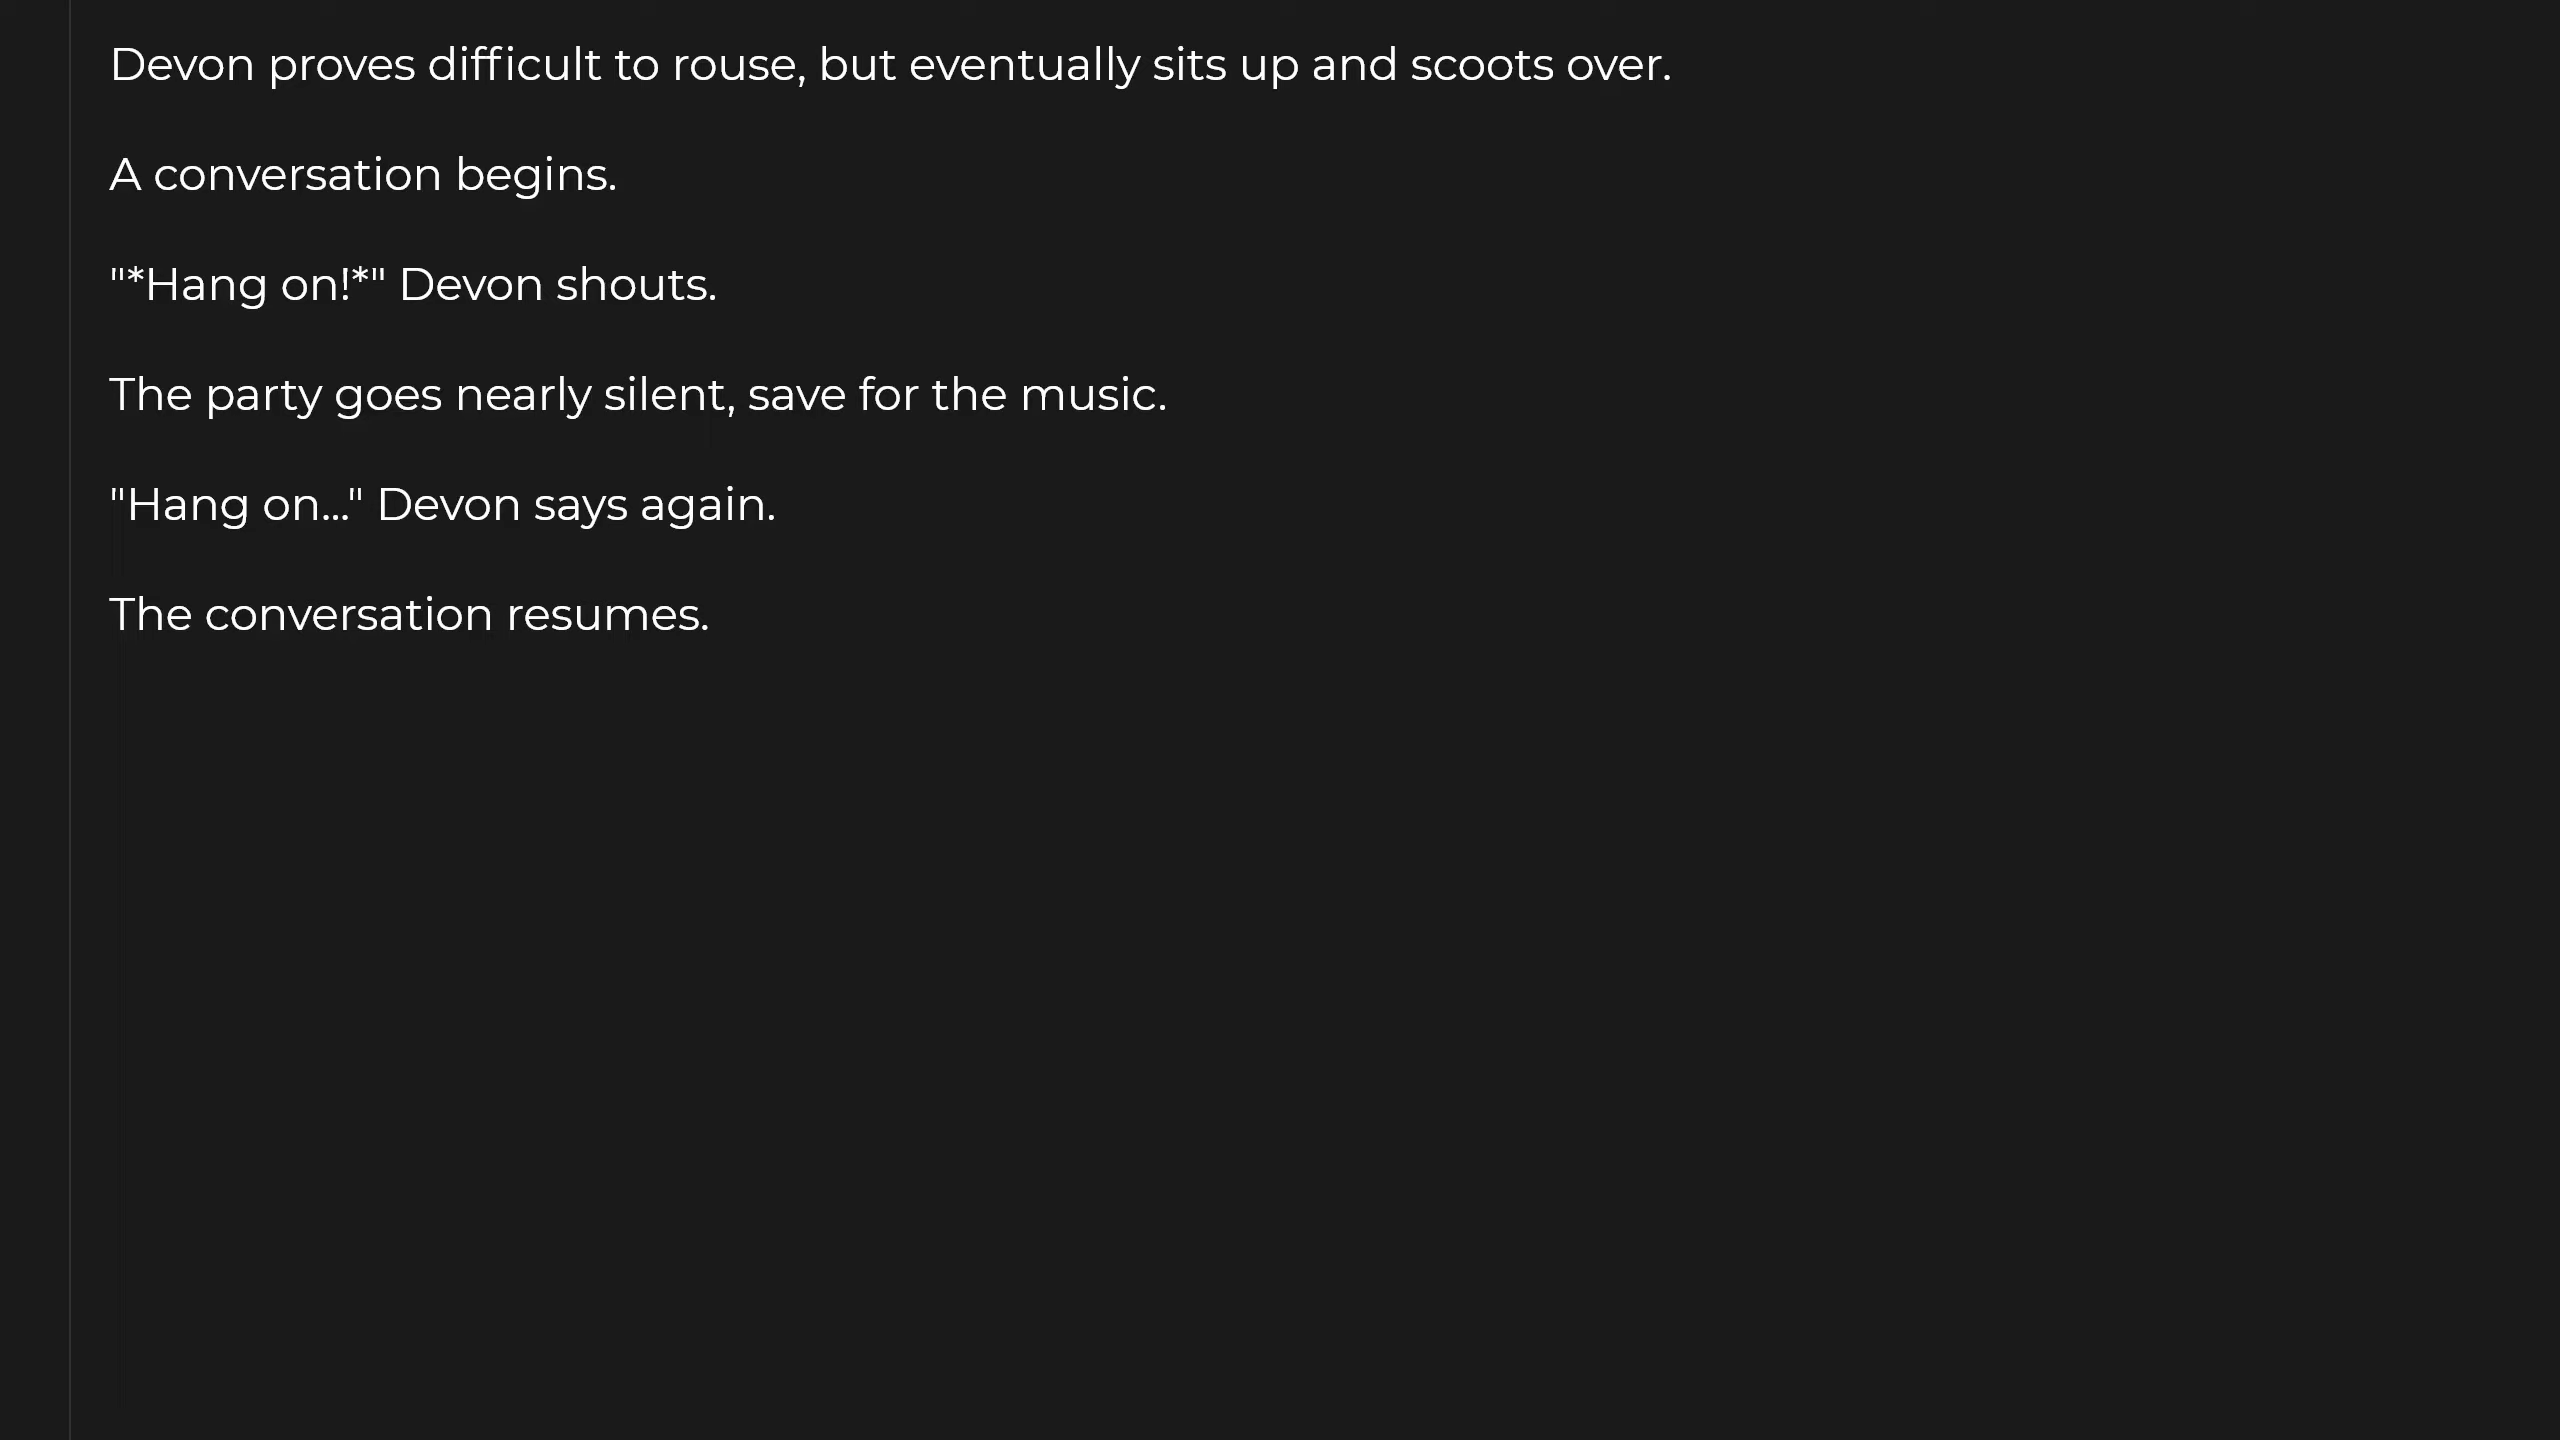 Devon proves difficult to rouse, but eventually sits up and scoots over.
A conversation begins.
"*Hang on!*" Devon shouts.
The party goes nearly silent, save for the music.
"Hang on..." Devon says again.
The conversation resumes.